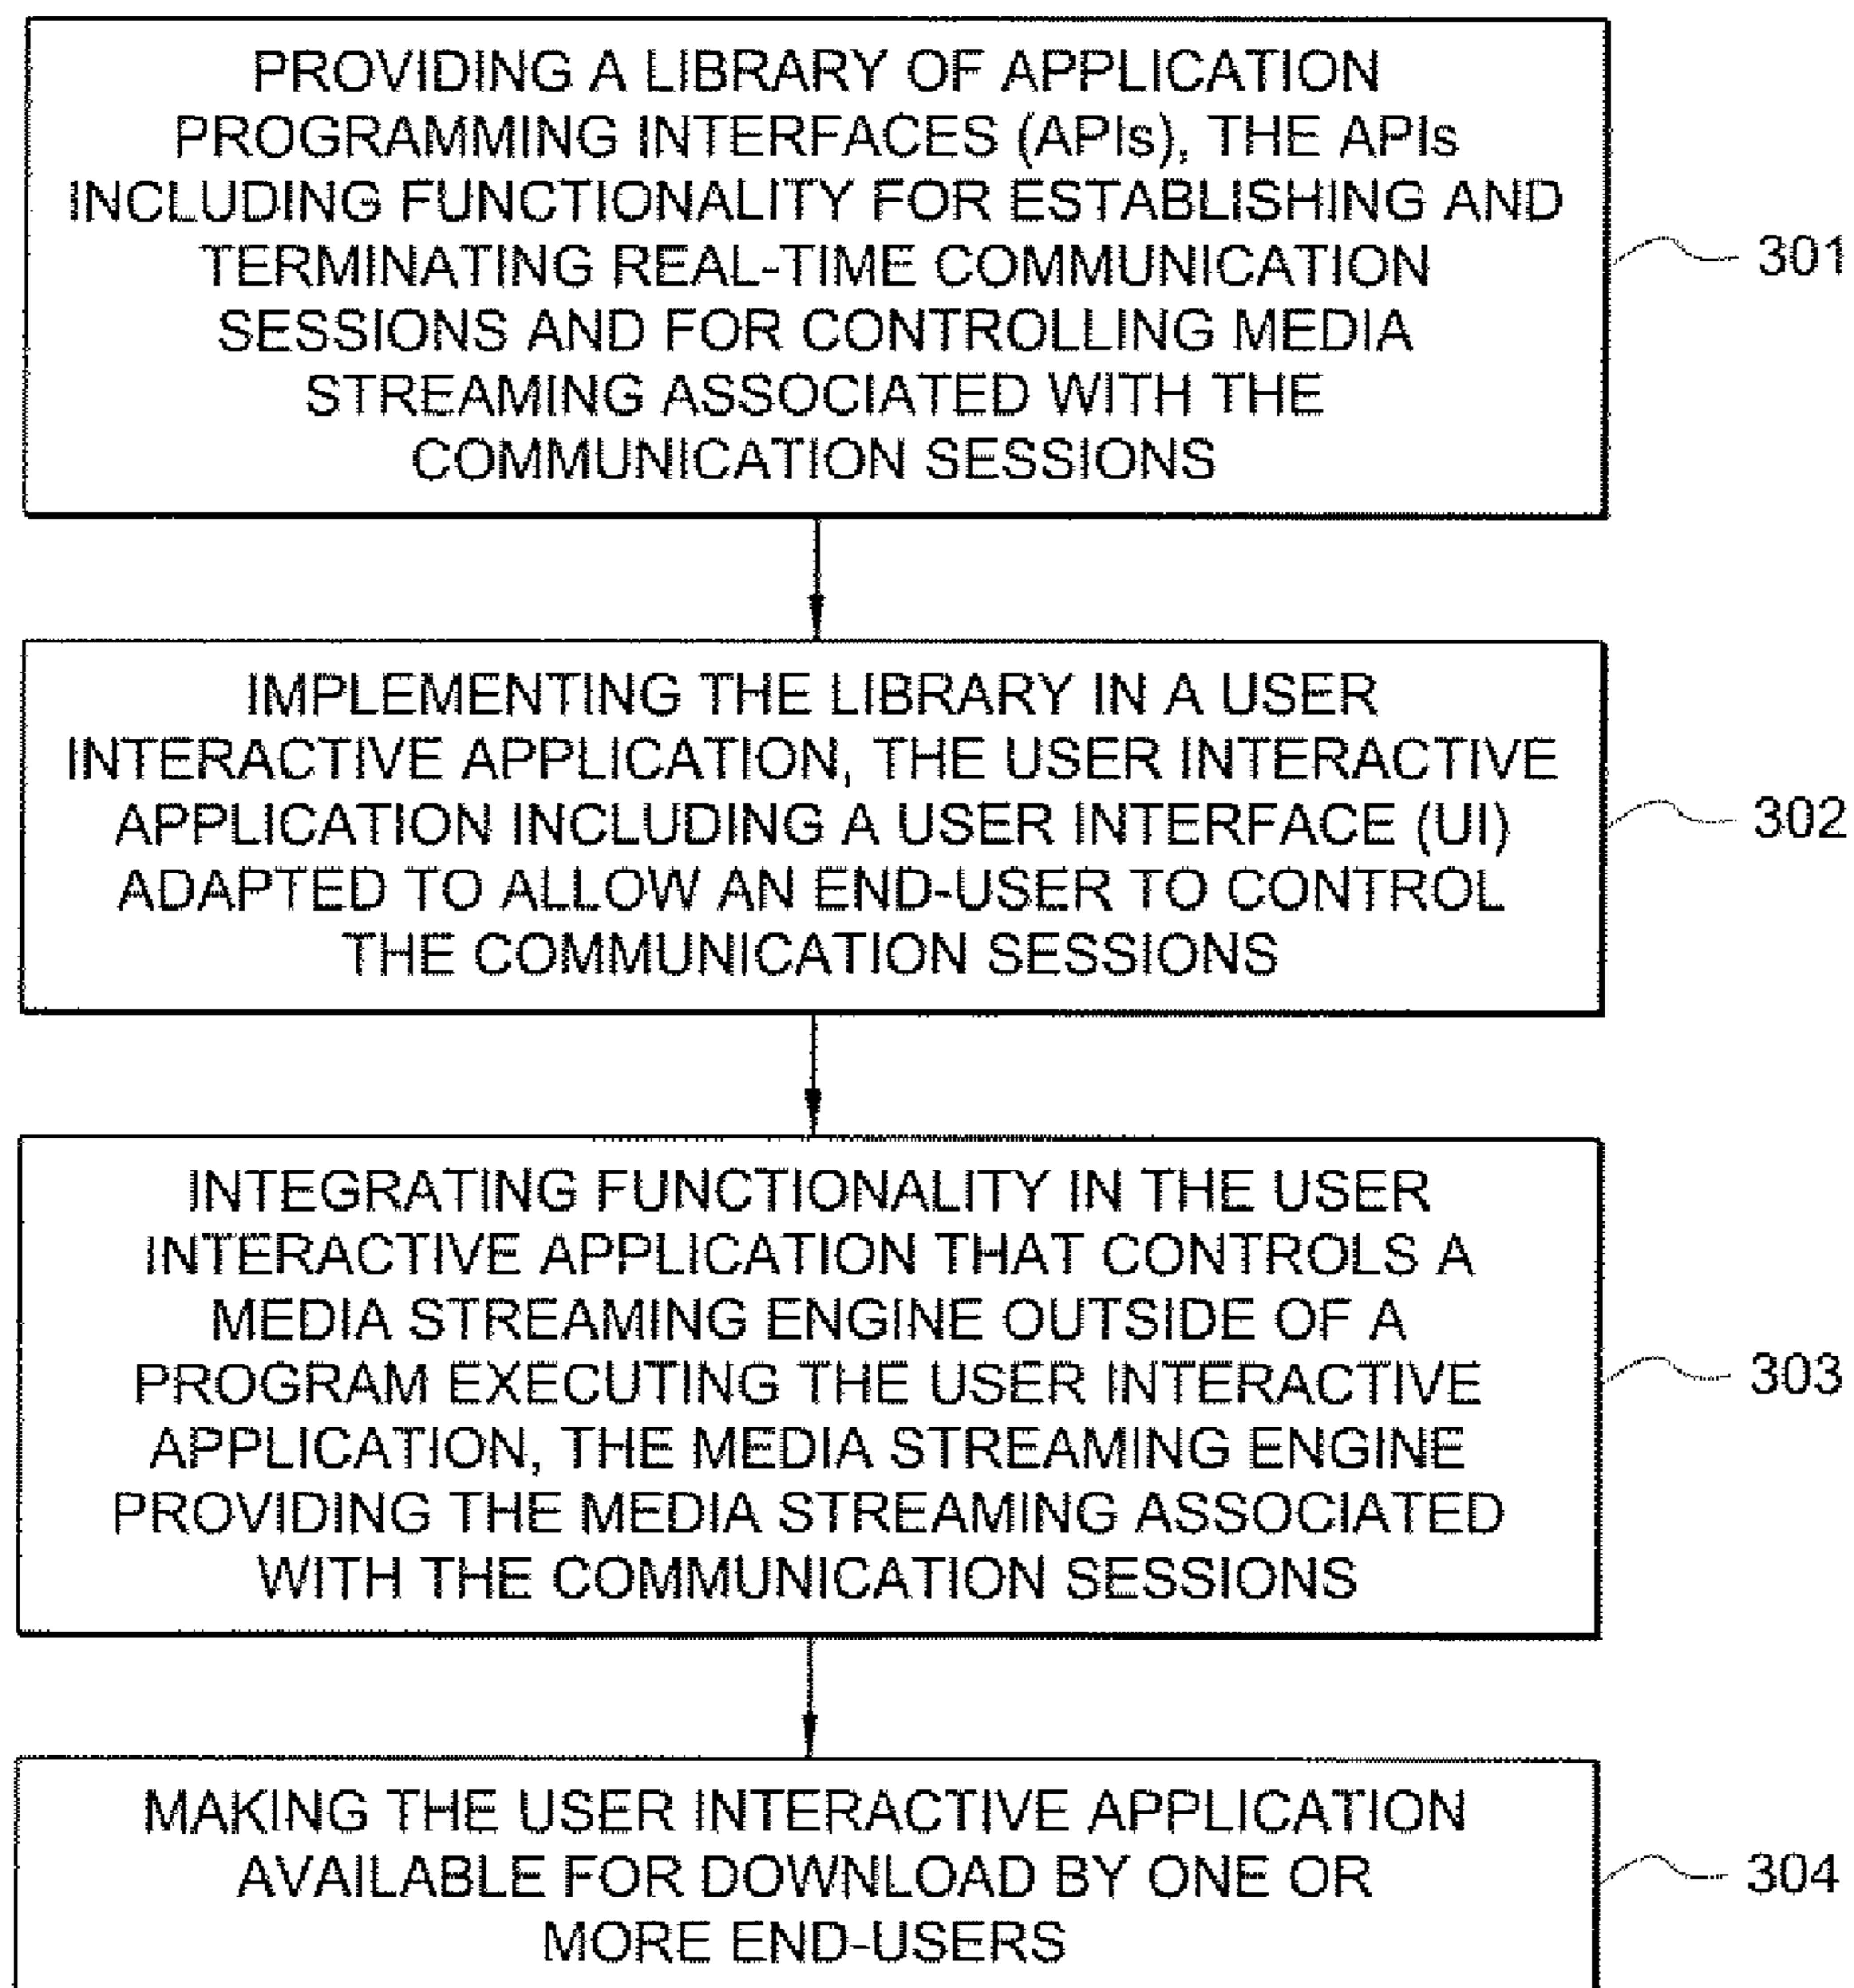 PROVIDING A LIBRARY OF APPLICATION
PROGRAMMING INTERFACES (APIs), THE APIs
INCLUDING FUNCTIONALITY FOR ESTABLISHING AND
TERMINATING REAL-TIME COMMUNICATION
SESSIONS AND FOR CONTROLLING MEDIA
STREAMING ASSOCIATED WITH THE
COMMUNICATION SESSIONS
301
IMPLEMENTING THE LIBRARY IN A USER
INTERACTIVE APPLICATION, THE USER INTERACTIVE
APPLICATION INCLUDING A USER INTERFACE (UI)
ADAPTED TO ALLOW AN END-USER TO CONTROL
THE COMMUNICATION SESSIONS
302
INTEGRATING FUNCTIONALITY IN THE USER
INTERACTIVE APPLICATION THAT CONTROLS A
MEDIA STREAMING ENGINE OUTSIDE OF A
PROGRAM EXECUTING THE USER INTERACTIVE
APPLICATION, THE MEDIA STREAMING ENGINE
PROVIDING THE MEDIA STREAMING ASSOCIATED
WITH THE COMMUNICATION SESSIONS
303
MAKING THE USER INTERACTIVE APPLICATION
AVAILABLE FOR DOWNLOAD BY ONE OR
MORE END-USERS
304